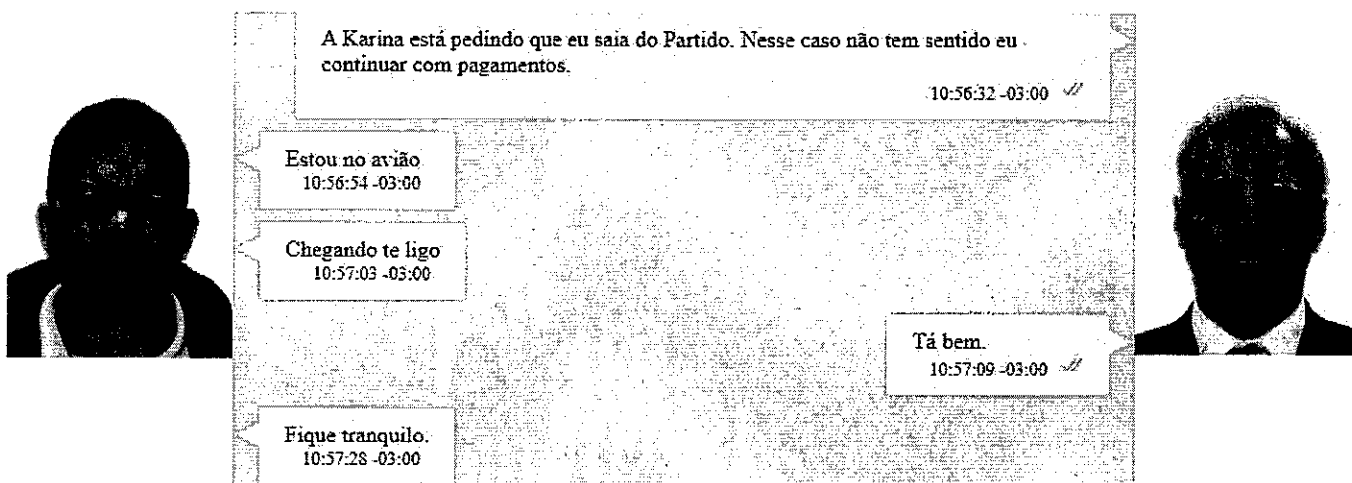 A Karina está pedindo que eu saia do Partido. Nesse caso não tem sentido eu
continuar com pagamentos.
10:56:32 -03:00
Estou no avião
10:56:54 -03:00
Chegando te ligo
10:57:03 -03:00
Tá bem.
10:57:09 -03:00
Fique tranquilo.
10:57:28 -03:00